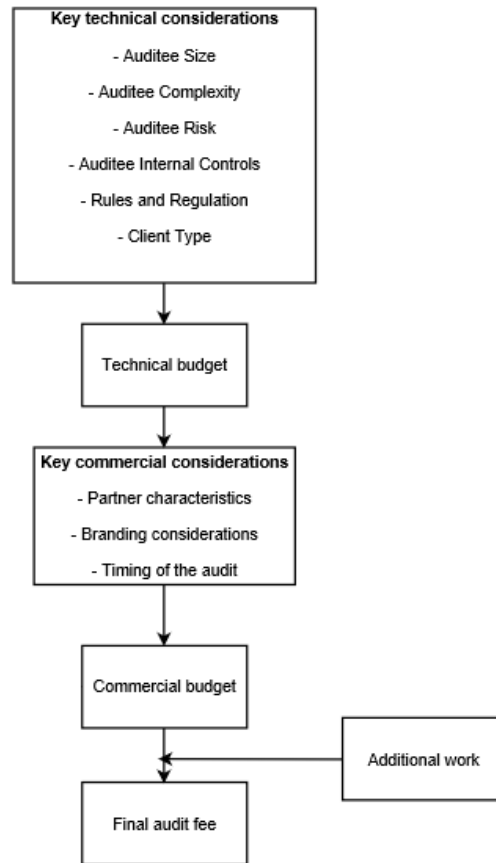 Key technical considerations
- Auditee Size
- Auditee Complexity
- Auditee Risk
- Auditee Internal Controls
- Rules and Regulation
- Client Type
Technical budget
Key commercial considerations
- Partner characteristics
- Branding considerations
- Timing of the audit
Commercial budget
Additional work
Final audit fee